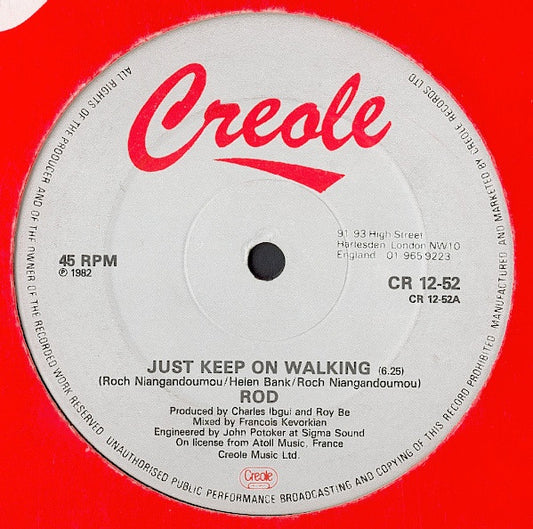 Creole
91 93 High Street
Harlesden London NW10
England 01 965 9223
45 RPM
℗ 1982
CR 12-52
CR 12-52A
JUST KEEP ON WALKING (6.25)
(Roch Niangandoumou/Helen Bank/Roch Niangandoumou)
ROD
Produced by Charles Ibgui and Roy Be
Mixed by Francois Kevorkian
Engineered by John Potoker at Sigma Sound
On license from Atoll Music, France
Creole Music Ltd.
Creole
ALL RIGHTS OF THE PRODUCER AND OF THE OWNER OF THE RECORDED WORK RESERVED UNAUTHORISED PUBLIC PERFORMANCE BROADCASTING AND COPYING OF THIS RECORD PROHIBITED MANUFACTURED AND MARKETED BY CREOLE RECORDS LTD